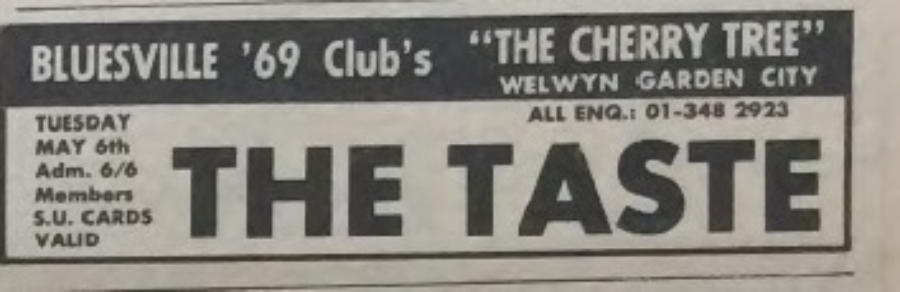 BLUESVILLE '69 Club's "THE CHERRY TREE"
WELWYN GARDEN CITY
ALL ENQ.: 01-348 2923
TUESDAY
MAY 6th
Adm. 6/6
Members
S.U. CARDS
VALID
THE TASTE